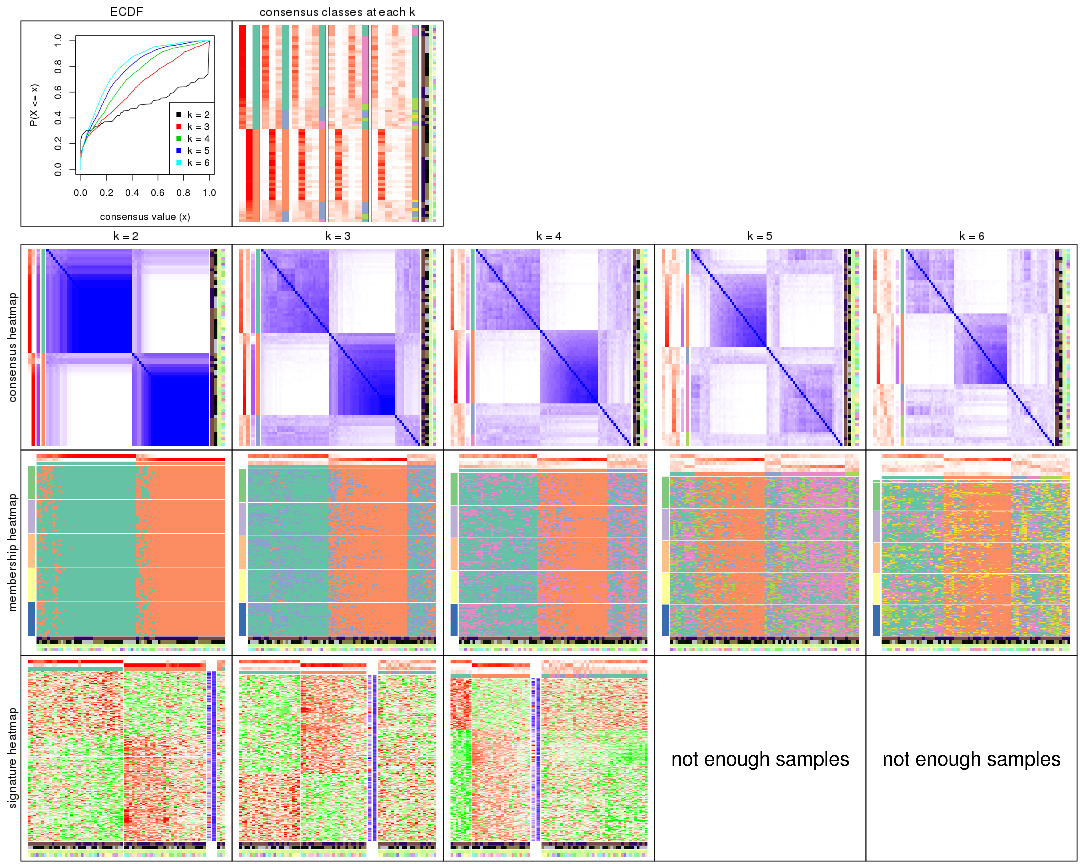 ECDF
consensus classes at each k
P(X <= x)
0.0
0.2
0.4
0.6
0.8
1.0
k = 2
k = 3
k = 4
k = 5
k = 6
0.0 0.2 0.4 0.6 0.8 1.0
consensus value (x)
k = 2
k = 3
k = 4
k = 5
k = 6
consensus heatmap
membership heatmap
signature heatmap
not enough samples
not enough samples